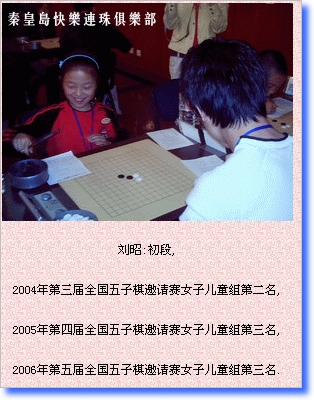 秦皇島快樂連珠俱樂部
刘昭:初段,
2004年第三届全国五子棋邀请赛女子儿童组第二名,
2005年第四届全国五子棋邀请赛女子儿童组第三名,
2006年第五届全国五子棋邀请赛女子儿童组第三名.